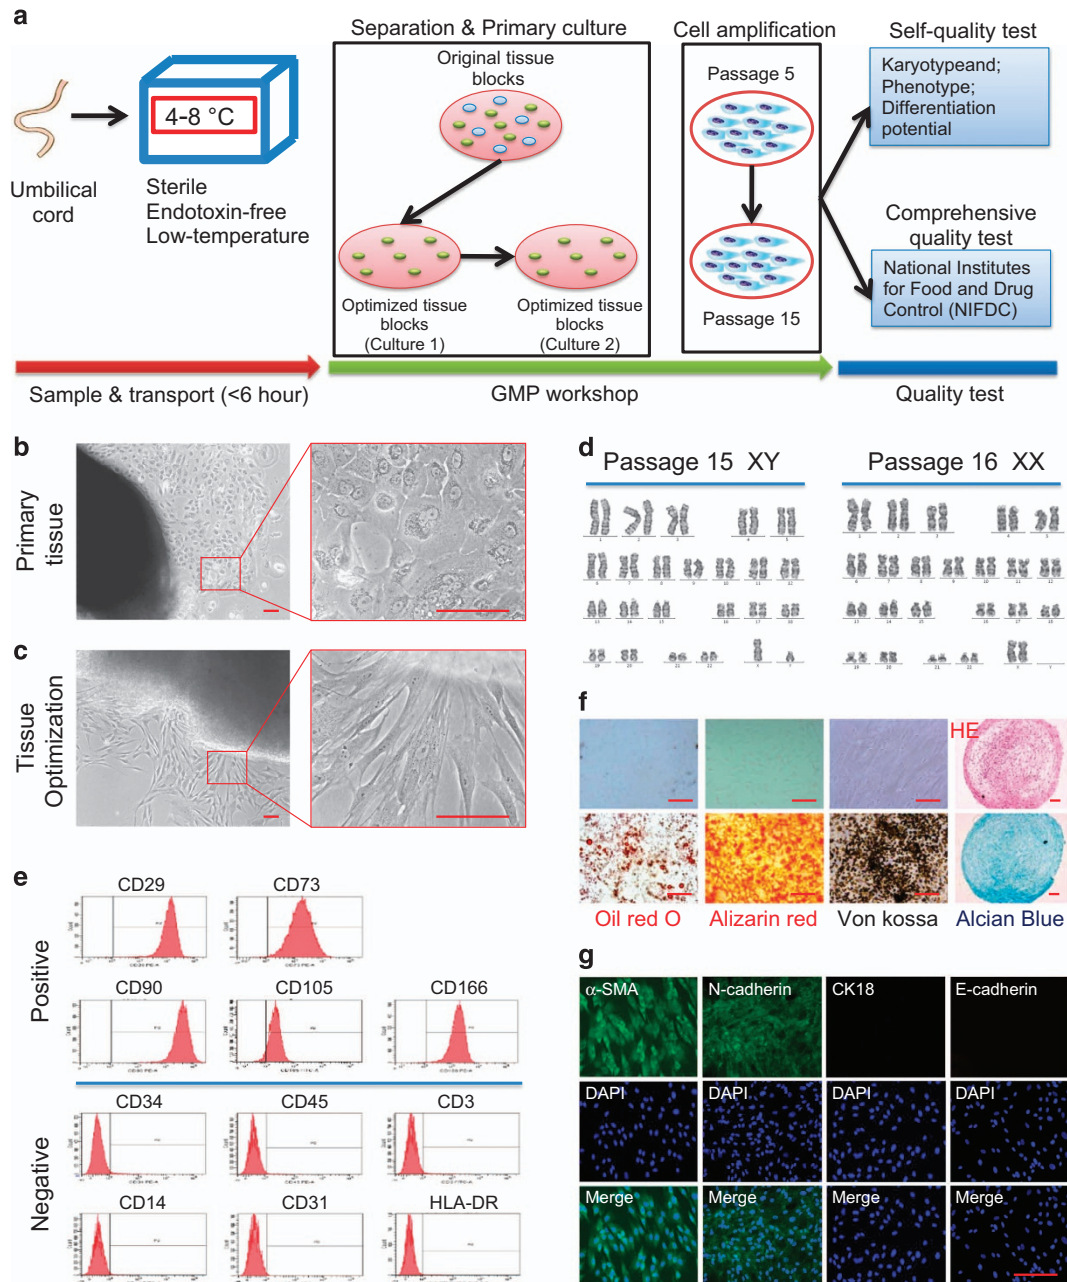 a
Separation & Primary culture
Cell amplification
Self-quality test
Original tissue
blocks
4-8 °C
Umbilical
cord
Sterile
Endotoxin-free
Low-temperature
Optimized tissue
blocks
(Culture 1)
Optimized tissue
blocks
(Culture 2)
Passage 5
Passage 15
Karyotypeand;
Phenotype;
Differentiation
potential
Comprehensive
quality test
National Institutes
for Food and Drug
Control (NIFDC)
Sample & transport (<6 hour)
GMP workshop
Quality test
b
Primary
tissue
c
Tissue
Optimization
d
Passage 15 XY
Passage 16 XX
e
Positive
CD29
CD73
CD90
CD105
CD166
Negative
CD34
CD45
CD3
CD14
CD31
HLA-DR
f
HE
Oil red O
Alizarin red
Von kossa
Alcian Blue
g
α-SMA
N-cadherin
CK18
E-cadherin
DAPI
DAPI
DAPI
DAPI
Merge
Merge
Merge
Merge